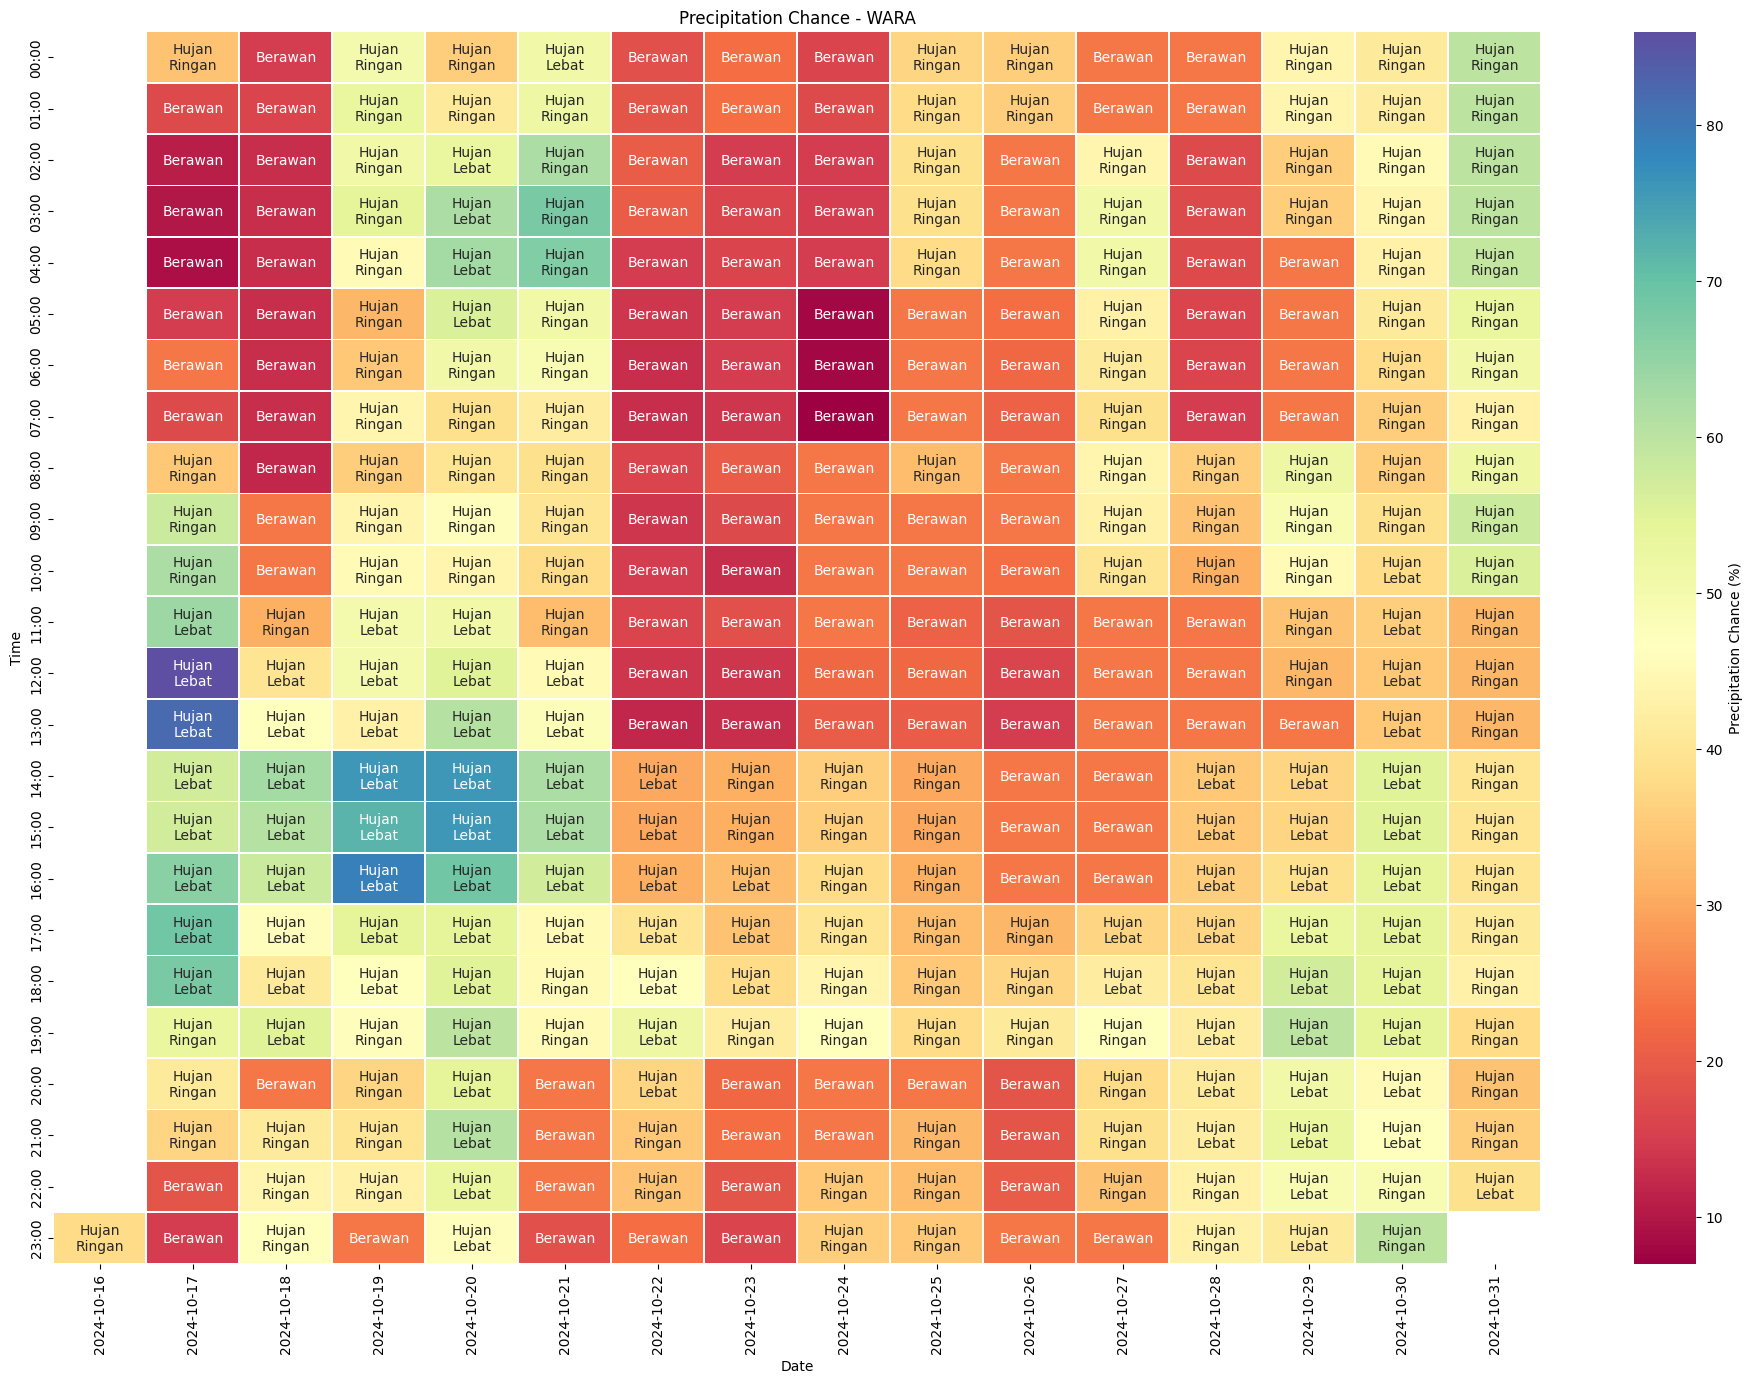 Precipitation Chance - WARA
Time
00:00 Hujan Ringan Berawan Hujan Ringan Hujan Ringan Hujan Lebat Berawan Berawan Berawan Hujan Ringan Hujan Ringan Berawan Berawan Hujan Ringan Hujan Ringan Hujan Ringan
01:00 Berawan Berawan Hujan Ringan Hujan Ringan Hujan Ringan Berawan Berawan Berawan Hujan Ringan Hujan Ringan Berawan Berawan Hujan Ringan Hujan Ringan Hujan Ringan
02:00 Berawan Berawan Hujan Ringan Hujan Lebat Hujan Ringan Berawan Berawan Berawan Hujan Ringan Berawan Hujan Ringan Berawan Hujan Ringan Hujan Ringan Hujan Ringan
03:00 Berawan Berawan Hujan Ringan Hujan Lebat Hujan Ringan Berawan Berawan Berawan Hujan Ringan Berawan Hujan Ringan Berawan Hujan Ringan Hujan Ringan Hujan Ringan
04:00 Berawan Berawan Hujan Ringan Hujan Lebat Hujan Ringan Berawan Berawan Berawan Hujan Ringan Berawan Hujan Ringan Berawan Berawan Hujan Ringan Hujan Ringan
05:00 Berawan Berawan Hujan Ringan Hujan Lebat Hujan Ringan Berawan Berawan Berawan Berawan Berawan Hujan Ringan Berawan Berawan Hujan Ringan Hujan Ringan
06:00 Berawan Berawan Hujan Ringan Hujan Ringan Hujan Ringan Berawan Berawan Berawan Berawan Berawan Hujan Ringan Berawan Berawan Hujan Ringan Hujan Ringan
07:00 Berawan Berawan Hujan Ringan Hujan Ringan Hujan Ringan Berawan Berawan Berawan Berawan Berawan Hujan Ringan Berawan Berawan Hujan Ringan Hujan Ringan
08:00 Hujan Ringan Berawan Hujan Ringan Hujan Ringan Hujan Ringan Berawan Berawan Berawan Hujan Ringan Berawan Hujan Ringan Hujan Ringan Hujan Ringan Hujan Ringan Hujan Ringan
09:00 Hujan Ringan Berawan Hujan Ringan Hujan Ringan Hujan Ringan Berawan Berawan Berawan Berawan Berawan Hujan Ringan Hujan Ringan Hujan Ringan Hujan Ringan Hujan Ringan
10:00 Hujan Ringan Berawan Hujan Ringan Hujan Ringan Hujan Ringan Berawan Berawan Berawan Berawan Berawan Hujan Ringan Hujan Ringan Hujan Ringan Hujan Lebat Hujan Ringan
11:00 Hujan Lebat Hujan Ringan Hujan Lebat Hujan Lebat Hujan Ringan Berawan Berawan Berawan Berawan Berawan Berawan Berawan Hujan Ringan Hujan Lebat Hujan Ringan
12:00 Hujan Lebat Hujan Lebat Hujan Lebat Hujan Lebat Hujan Lebat Berawan Berawan Berawan Berawan Berawan Berawan Berawan Hujan Ringan Hujan Lebat Hujan Ringan
13:00 Hujan Lebat Hujan Lebat Hujan Lebat Hujan Lebat Hujan Lebat Berawan Berawan Berawan Berawan Berawan Berawan Berawan Berawan Hujan Lebat Hujan Ringan
14:00 Hujan Lebat Hujan Lebat Hujan Lebat Hujan Lebat Hujan Lebat Hujan Lebat Hujan Ringan Hujan Ringan Hujan Ringan Berawan Berawan Hujan Lebat Hujan Lebat Hujan Lebat Hujan Ringan
15:00 Hujan Lebat Hujan Lebat Hujan Lebat Hujan Lebat Hujan Lebat Hujan Lebat Hujan Ringan Hujan Ringan Hujan Ringan Berawan Berawan Hujan Lebat Hujan Lebat Hujan Lebat Hujan Ringan
16:00 Hujan Lebat Hujan Lebat Hujan Lebat Hujan Lebat Hujan Lebat Hujan Lebat Hujan Lebat Hujan Ringan Hujan Ringan Berawan Berawan Hujan Lebat Hujan Lebat Hujan Lebat Hujan Ringan
17:00 Hujan Lebat Hujan Lebat Hujan Lebat Hujan Lebat Hujan Lebat Hujan Lebat Hujan Lebat Hujan Ringan Hujan Ringan Hujan Ringan Hujan Lebat Hujan Lebat Hujan Lebat Hujan Lebat Hujan Ringan
18:00 Hujan Lebat Hujan Lebat Hujan Lebat Hujan Lebat Hujan Ringan Hujan Lebat Hujan Lebat Hujan Ringan Hujan Ringan Hujan Ringan Hujan Lebat Hujan Lebat Hujan Lebat Hujan Lebat Hujan Ringan
19:00 Hujan Ringan Hujan Lebat Hujan Ringan Hujan Lebat Hujan Ringan Hujan Lebat Hujan Ringan Hujan Ringan Hujan Ringan Hujan Ringan Hujan Ringan Hujan Lebat Hujan Lebat Hujan Lebat Hujan Ringan
20:00 Hujan Ringan Berawan Hujan Ringan Hujan Lebat Berawan Hujan Lebat Berawan Berawan Berawan Berawan Hujan Ringan Hujan Lebat Hujan Lebat Hujan Lebat Hujan Ringan
21:00 Hujan Ringan Hujan Ringan Hujan Ringan Hujan Lebat Berawan Hujan Ringan Berawan Berawan Hujan Ringan Berawan Hujan Ringan Hujan Lebat Hujan Lebat Hujan Lebat Hujan Ringan
22:00 Berawan Hujan Ringan Hujan Ringan Hujan Lebat Berawan Hujan Ringan Berawan Hujan Ringan Hujan Ringan Berawan Hujan Ringan Hujan Ringan Hujan Lebat Hujan Ringan Hujan Lebat
23:00 Hujan Ringan Berawan Hujan Ringan Berawan Hujan Lebat Berawan Berawan Berawan Hujan Ringan Hujan Ringan Berawan Berawan Hujan Ringan Hujan Lebat Hujan Ringan
2024-10-16 2024-10-17 2024-10-18 2024-10-19 2024-10-20 2024-10-21 2024-10-22 2024-10-23 2024-10-24 2024-10-25 2024-10-26 2024-10-27 2024-10-28 2024-10-29 2024-10-30 2024-10-31
Date
80
70
60
50
40
30
20
10
Precipitation Chance (%)